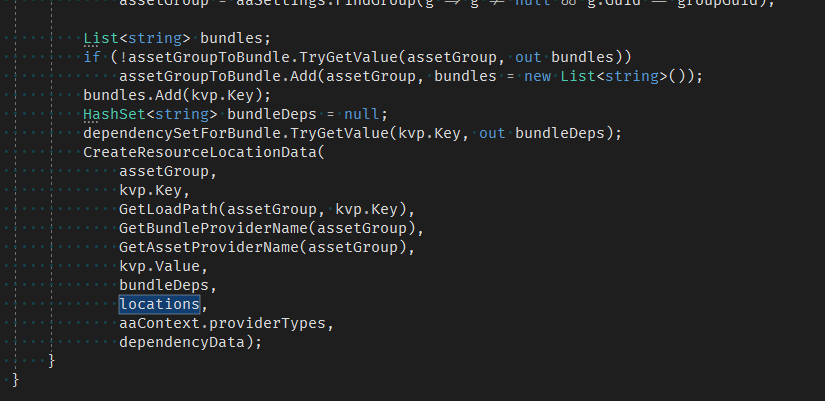 assetGroup = aaSettings.FindGroup(g => g != null && g.Guid == groupGuid);
List<string> bundles;
if (!assetGroupToBundle.TryGetValue(assetGroup, out bundles))
assetGroupToBundle.Add(assetGroup, bundles = new List<string>());
bundles.Add(kvp.Key);
HashSet<string> bundleDeps = null;
dependencySetForBundle.TryGetValue(kvp.Key, out bundleDeps);
CreateResourceLocationData(
assetGroup,
kvp.Key,
GetLoadPath(assetGroup, kvp.Key),
GetBundleProviderName(assetGroup),
GetAssetProviderName(assetGroup),
kvp.Value,
bundleDeps,
locations,
aaContext.providerTypes,
dependencyData);
}
}